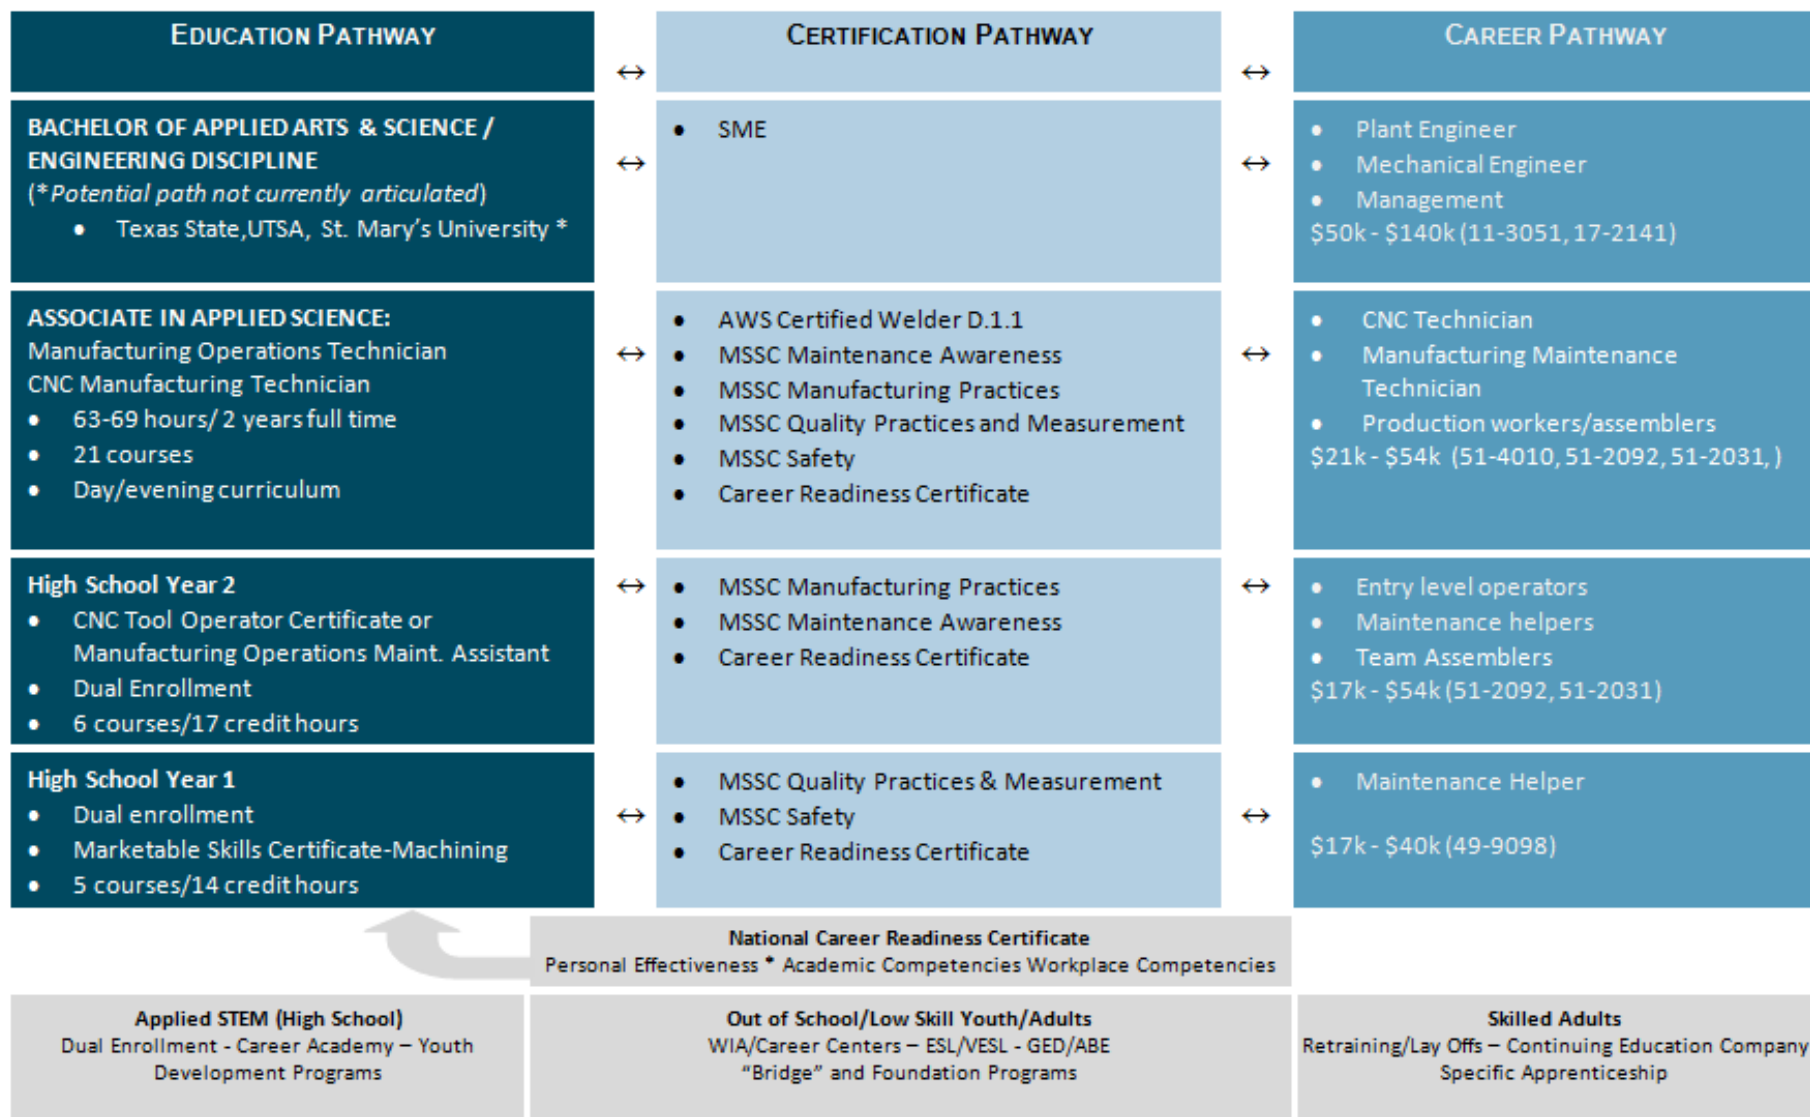 EDUCATION PATHWAY
↔
CERTIFICATION PATHWAY
↔
CAREER PATHWAY
BACHELOR OF APPLIED ARTS & SCIENCE /
ENGINEERING DISCIPLINE
(*Potential path not currently articulated)
• Texas State,UTSA, St. Mary's University *
↔
• SME
↔
• Plant Engineer
• Mechanical Engineer
• Management
$50k - $140k (11-3051, 17-2141)
ASSOCIATE IN APPLIED SCIENCE:
Manufacturing Operations Technician
CNC Manufacturing Technician
• 63-69 hours/ 2 years full time
• 21 courses
• Day/evening curriculum
↔
• AWS Certified Welder D.1.1
• MSSC Maintenance Awareness
• MSSC Manufacturing Practices
• MSSC Quality Practices and Measurement
• MSSC Safety
• Career Readiness Certificate
↔
• CNC Technician
• Manufacturing Maintenance
Technician
• Production workers/assemblers
$21k - $54k (51-4010, 51-2092, 51-2031, )
High School Year 2
• CNC Tool Operator Certificate or
Manufacturing Operations Maint. Assistant
• Dual Enrollment
• 6 courses/17 credit hours
↔
• MSSC Manufacturing Practices
• MSSC Maintenance Awareness
• Career Readiness Certificate
↔
• Entry level operators
• Maintenance helpers
• Team Assemblers
$17k - $54k (51-2092, 51-2031)
High School Year 1
• Dual enrollment
• Marketable Skills Certificate-Machining
• 5 courses/14 credit hours
↔
• MSSC Quality Practices & Measurement
• MSSC Safety
• Career Readiness Certificate
↔
• Maintenance Helper
$17k - $40k (49-9098)
National Career Readiness Certificate
Personal Effectiveness * Academic Competencies Workplace Competencies
Applied STEM (High School)
Dual Enrollment - Career Academy – Youth
Development Programs
Out of School/Low Skill Youth/Adults
WIA/Career Centers – ESL/VESL - GED/ABE
"Bridge" and Foundation Programs
Skilled Adults
Retraining/Lay Offs – Continuing Education Company
Specific Apprenticeship